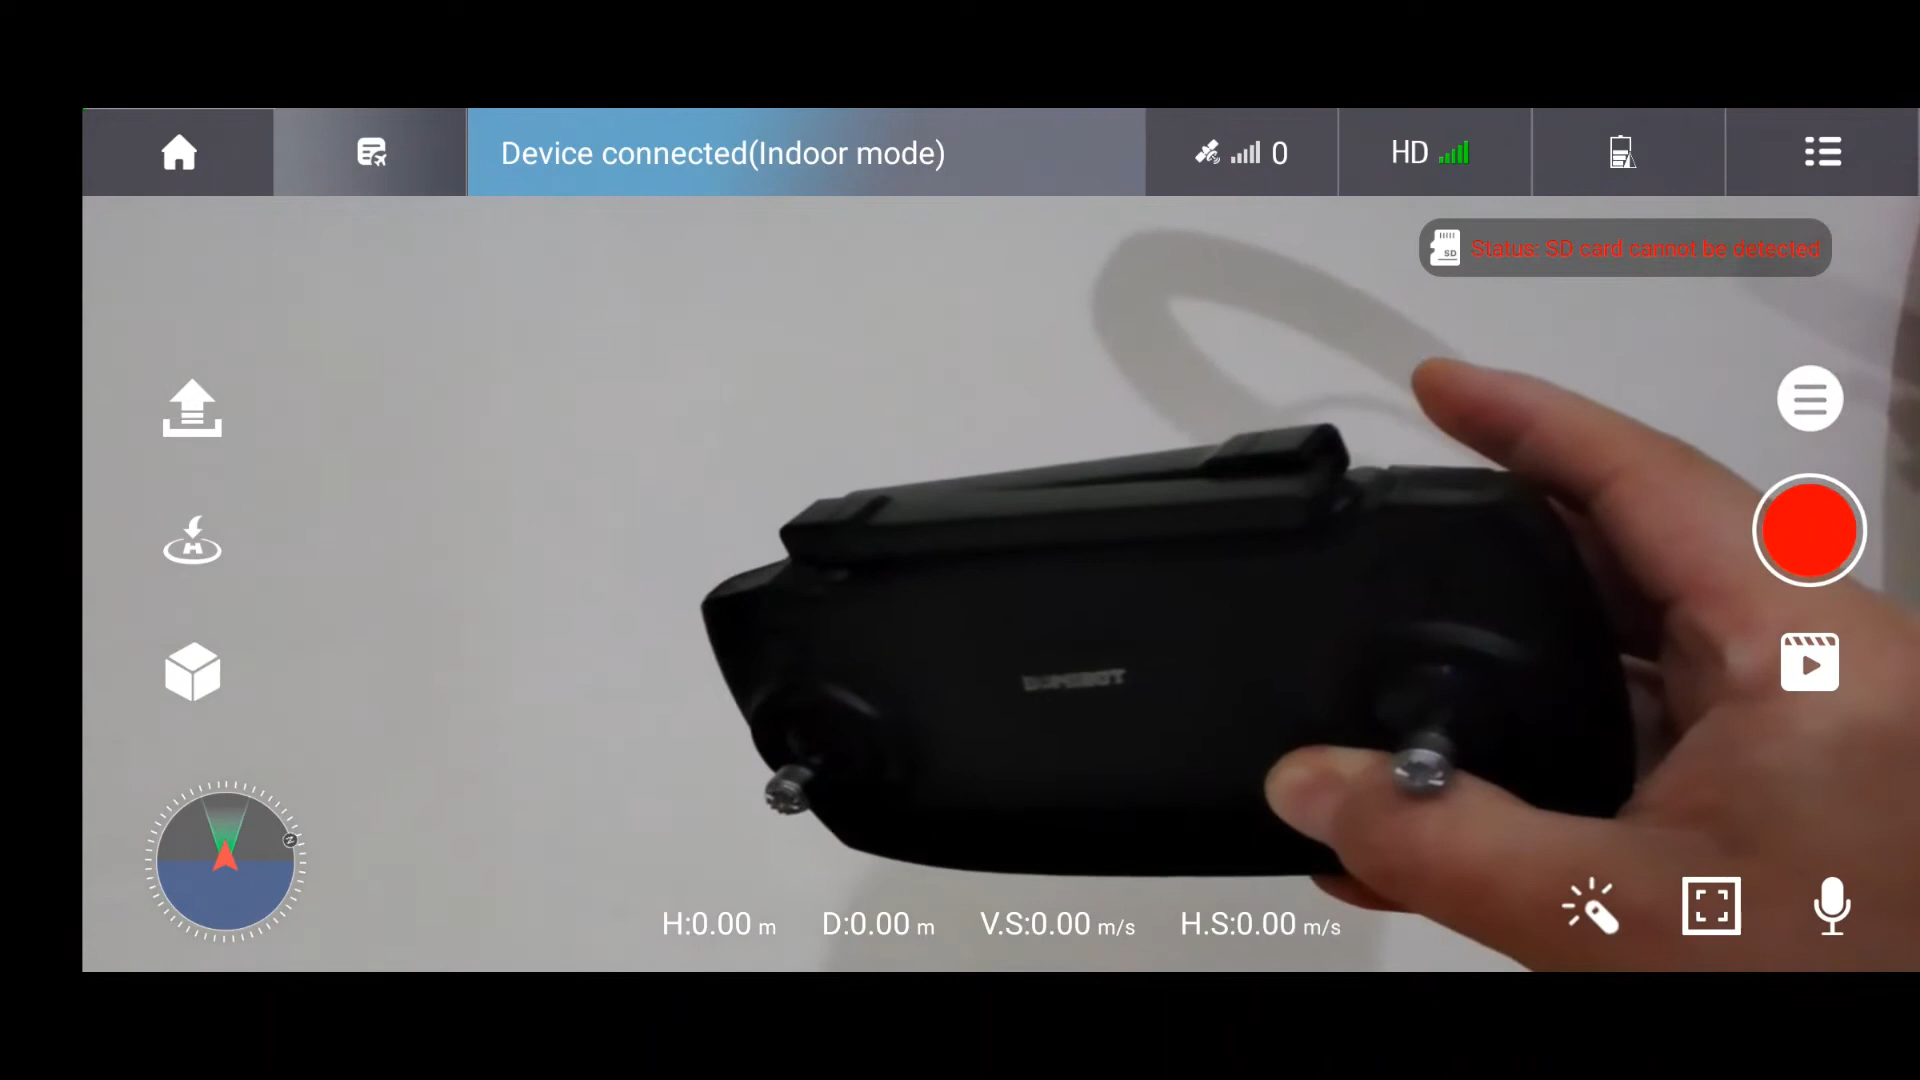 Device connected(Indoor mode)
0
HD
SD
Status: SD card cannot be detected
H:0.00 m
D:0.00 m
V.S:0.00 m/s
H.S:0.00 m/s